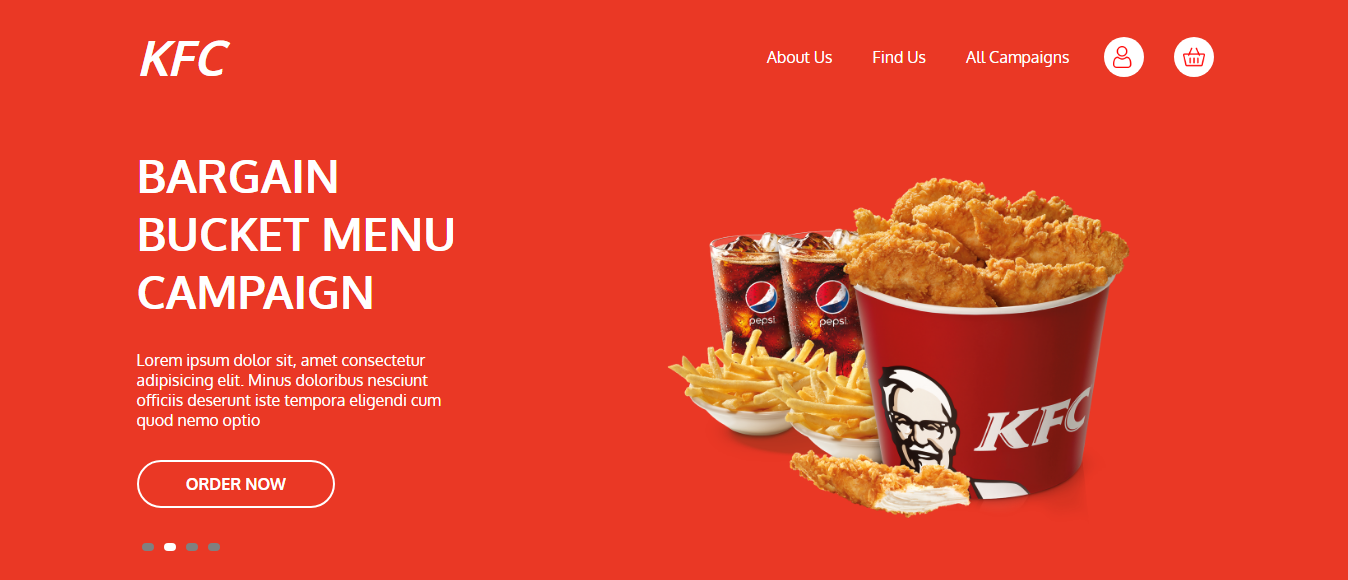 KFC
About Us
Find Us
All Campaigns
BARGAIN
BUCKET MENU
CAMPAIGN
Lorem ipsum dolor sit, amet consectetur
adipisicing elit. Minus doloribus nesciunt
officiis deserunt iste tempora eligendi cum
quod nemo optio
ORDER NOW
pepsi
pepsi
KFC